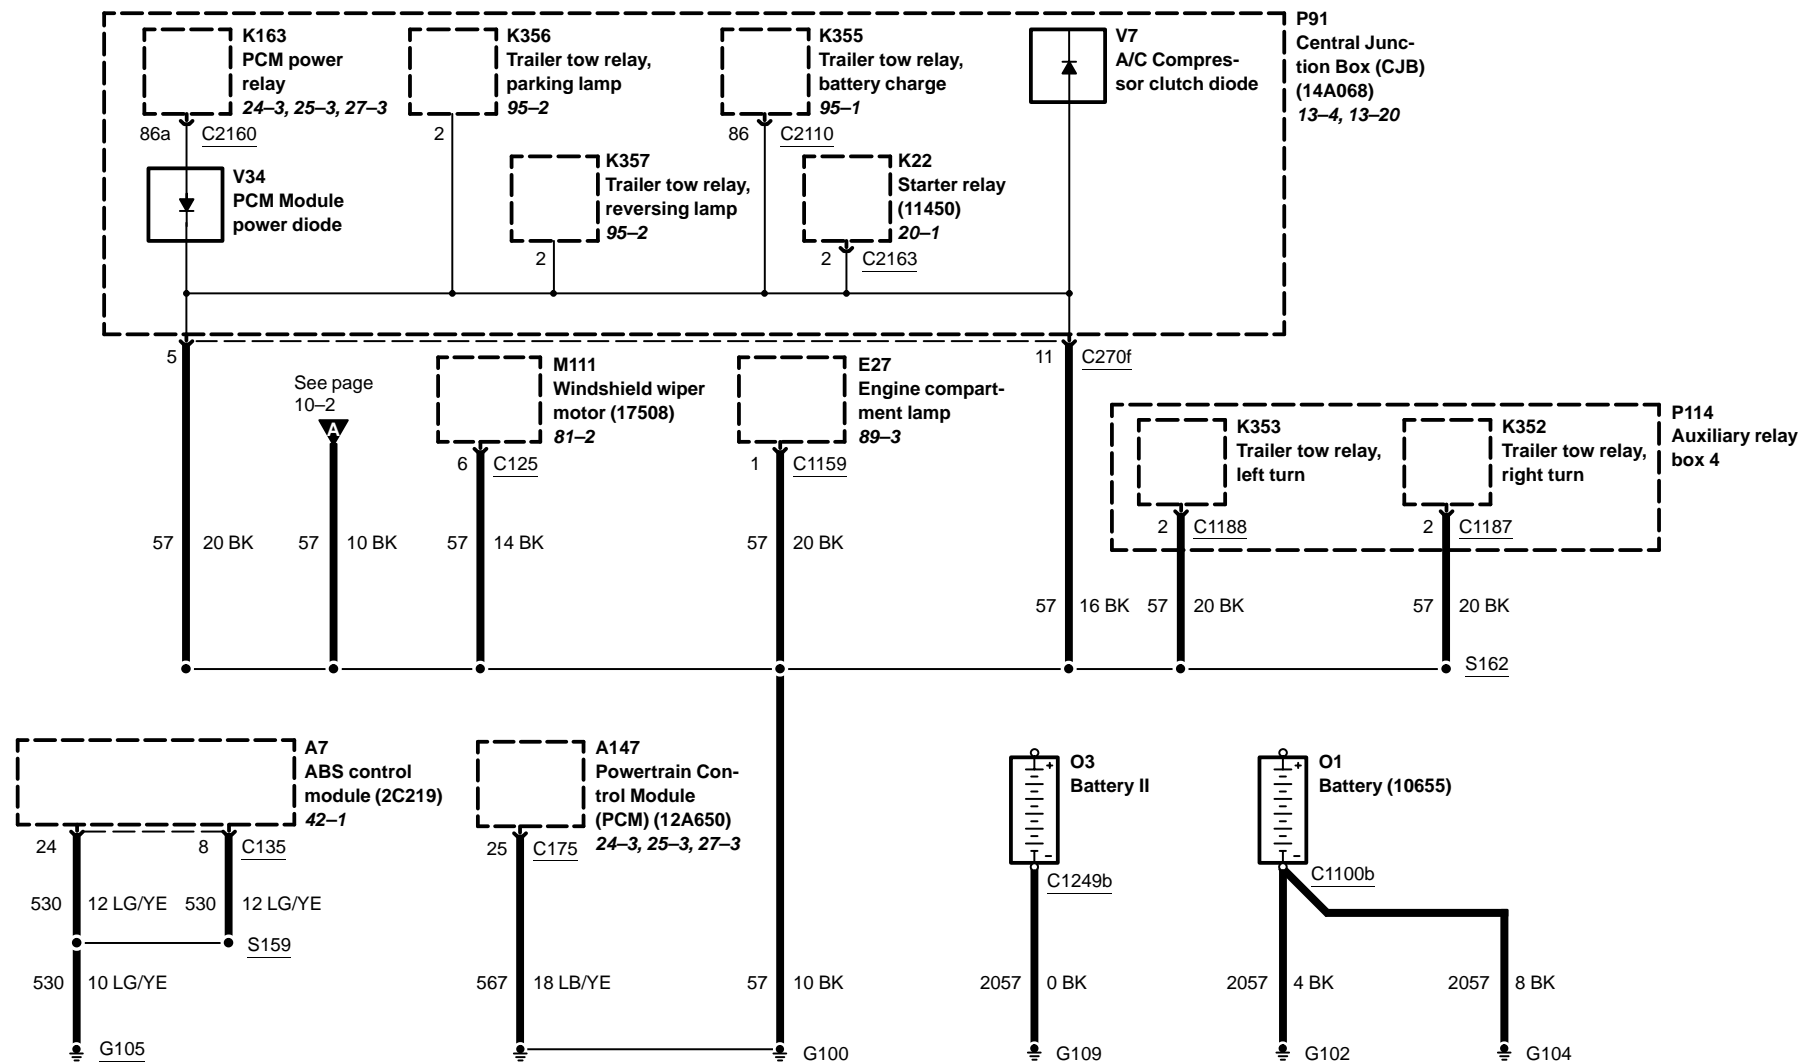 K163
PCM power
relay
24–3, 25–3, 27–3
86a
C2160
V34
PCM Module
power diode
K356
Trailer tow relay,
parking lamp
95–2
2
K357
Trailer tow relay,
reversing lamp
95–2
2
K355
Trailer tow relay,
battery charge
95–1
86
C2110
K22
Starter relay
(11450)
20–1
2
C2163
V7
A/C Compres-
sor clutch diode
P91
Central Junc-
tion Box (CJB)
(14A068)
13–4, 13–20
5
11
C270f
See page
10–2
A
M111
Windshield wiper
motor (17508)
81–2
6
C125
E27
Engine compart-
ment lamp
89–3
1
C1159
K353
Trailer tow relay,
left turn
2
C1188
K352
Trailer tow relay,
right turn
2
C1187
P114
Auxiliary relay
box 4
57
20 BK
57
10 BK
57
14 BK
57
20 BK
57
16 BK
57
20 BK
57
20 BK
S162
A7
ABS control
module (2C219)
42–1
24
8
C135
530
12 LG/YE
530
12 LG/YE
S159
530
10 LG/YE
G105
A147
Powertrain Con-
trol Module
(PCM) (12A650)
24–3, 25–3, 27–3
25
C175
567
18 LB/YE
57
10 BK
G100
+
O3
Battery II
–
C1249b
2057
0 BK
G109
+
O1
Battery (10655)
–
C1100b
2057
4 BK
G102
2057
8 BK
G104